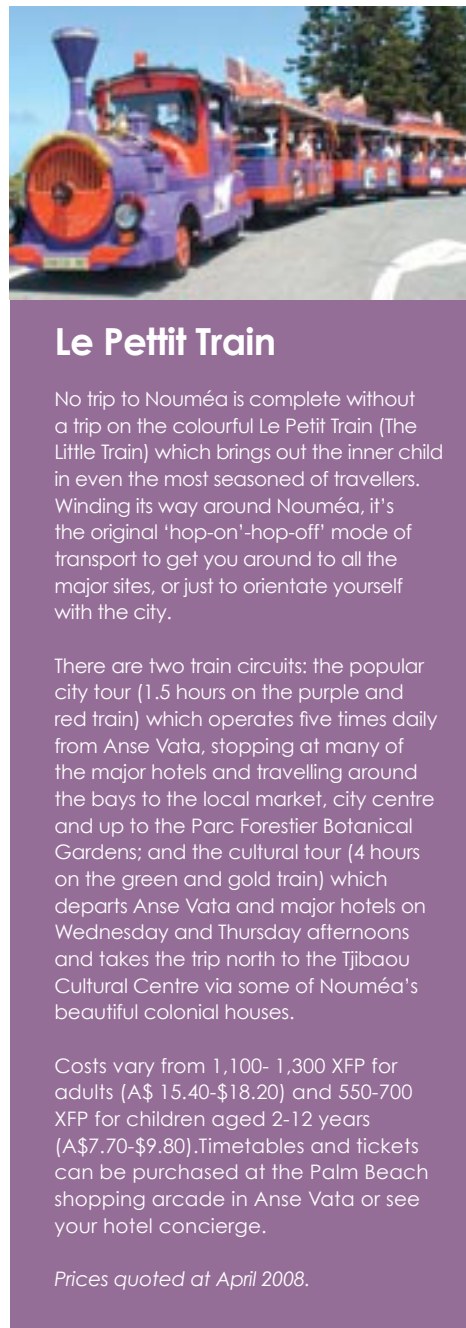 Le Pettit Train
No trip to Nouméa is complete without
a trip on the colourful Le Petit Train (The
Little Train) which brings out the inner child
in even the most seasoned of travellers.
Winding its way around Nouméa, it's
the original 'hop-on'-hop-off' mode of
transport to get you around to all the
major sites, or just to orientate yourself
with the city.
There are two train circuits: the popular
city tour (1.5 hours on the purple and
red train) which operates five times daily
from Anse Vata, stopping at many of
the major hotels and travelling around
the bays to the local market, city centre
and up to the Parc Forestier Botanical
Gardens; and the cultural tour (4 hours
on the green and gold train) which
departs Anse Vata and major hotels on
Wednesday and Thursday afternoons
and takes the trip north to the Tjibaou
Cultural Centre via some of Nouméa's
beautiful colonial houses.
Costs vary from 1,100- 1,300 XFP for
adults (A$ 15.40-$18.20) and 550-700
XFP for children aged 2-12 years
(A$7.70-$9.80).Timetables and tickets
can be purchased at the Palm Beach
shopping arcade in Anse Vata or see
your hotel concierge.
Prices quoted at April 2008.